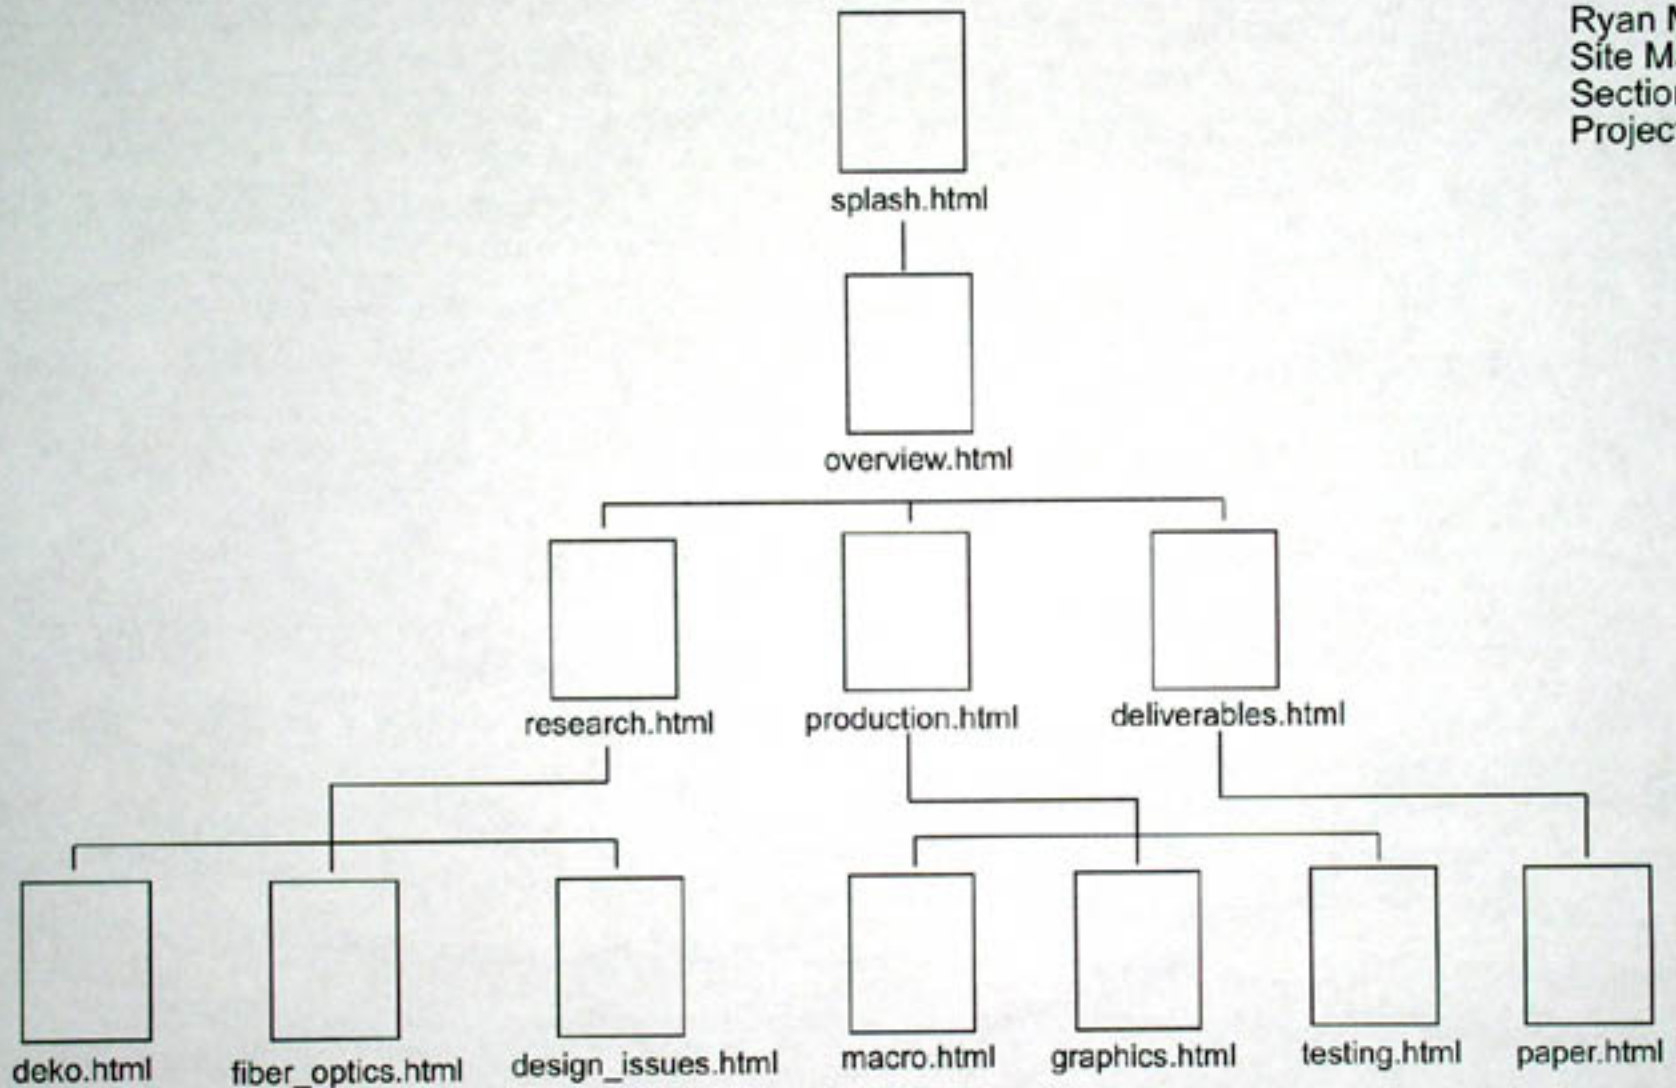 Ryan
Site
splash.html
overview.html
research.html
production.html
deliverables.html
deko.html
fiber_optics.html
design_issues.html
macro.html
graphics.html
testing.html
paper.html